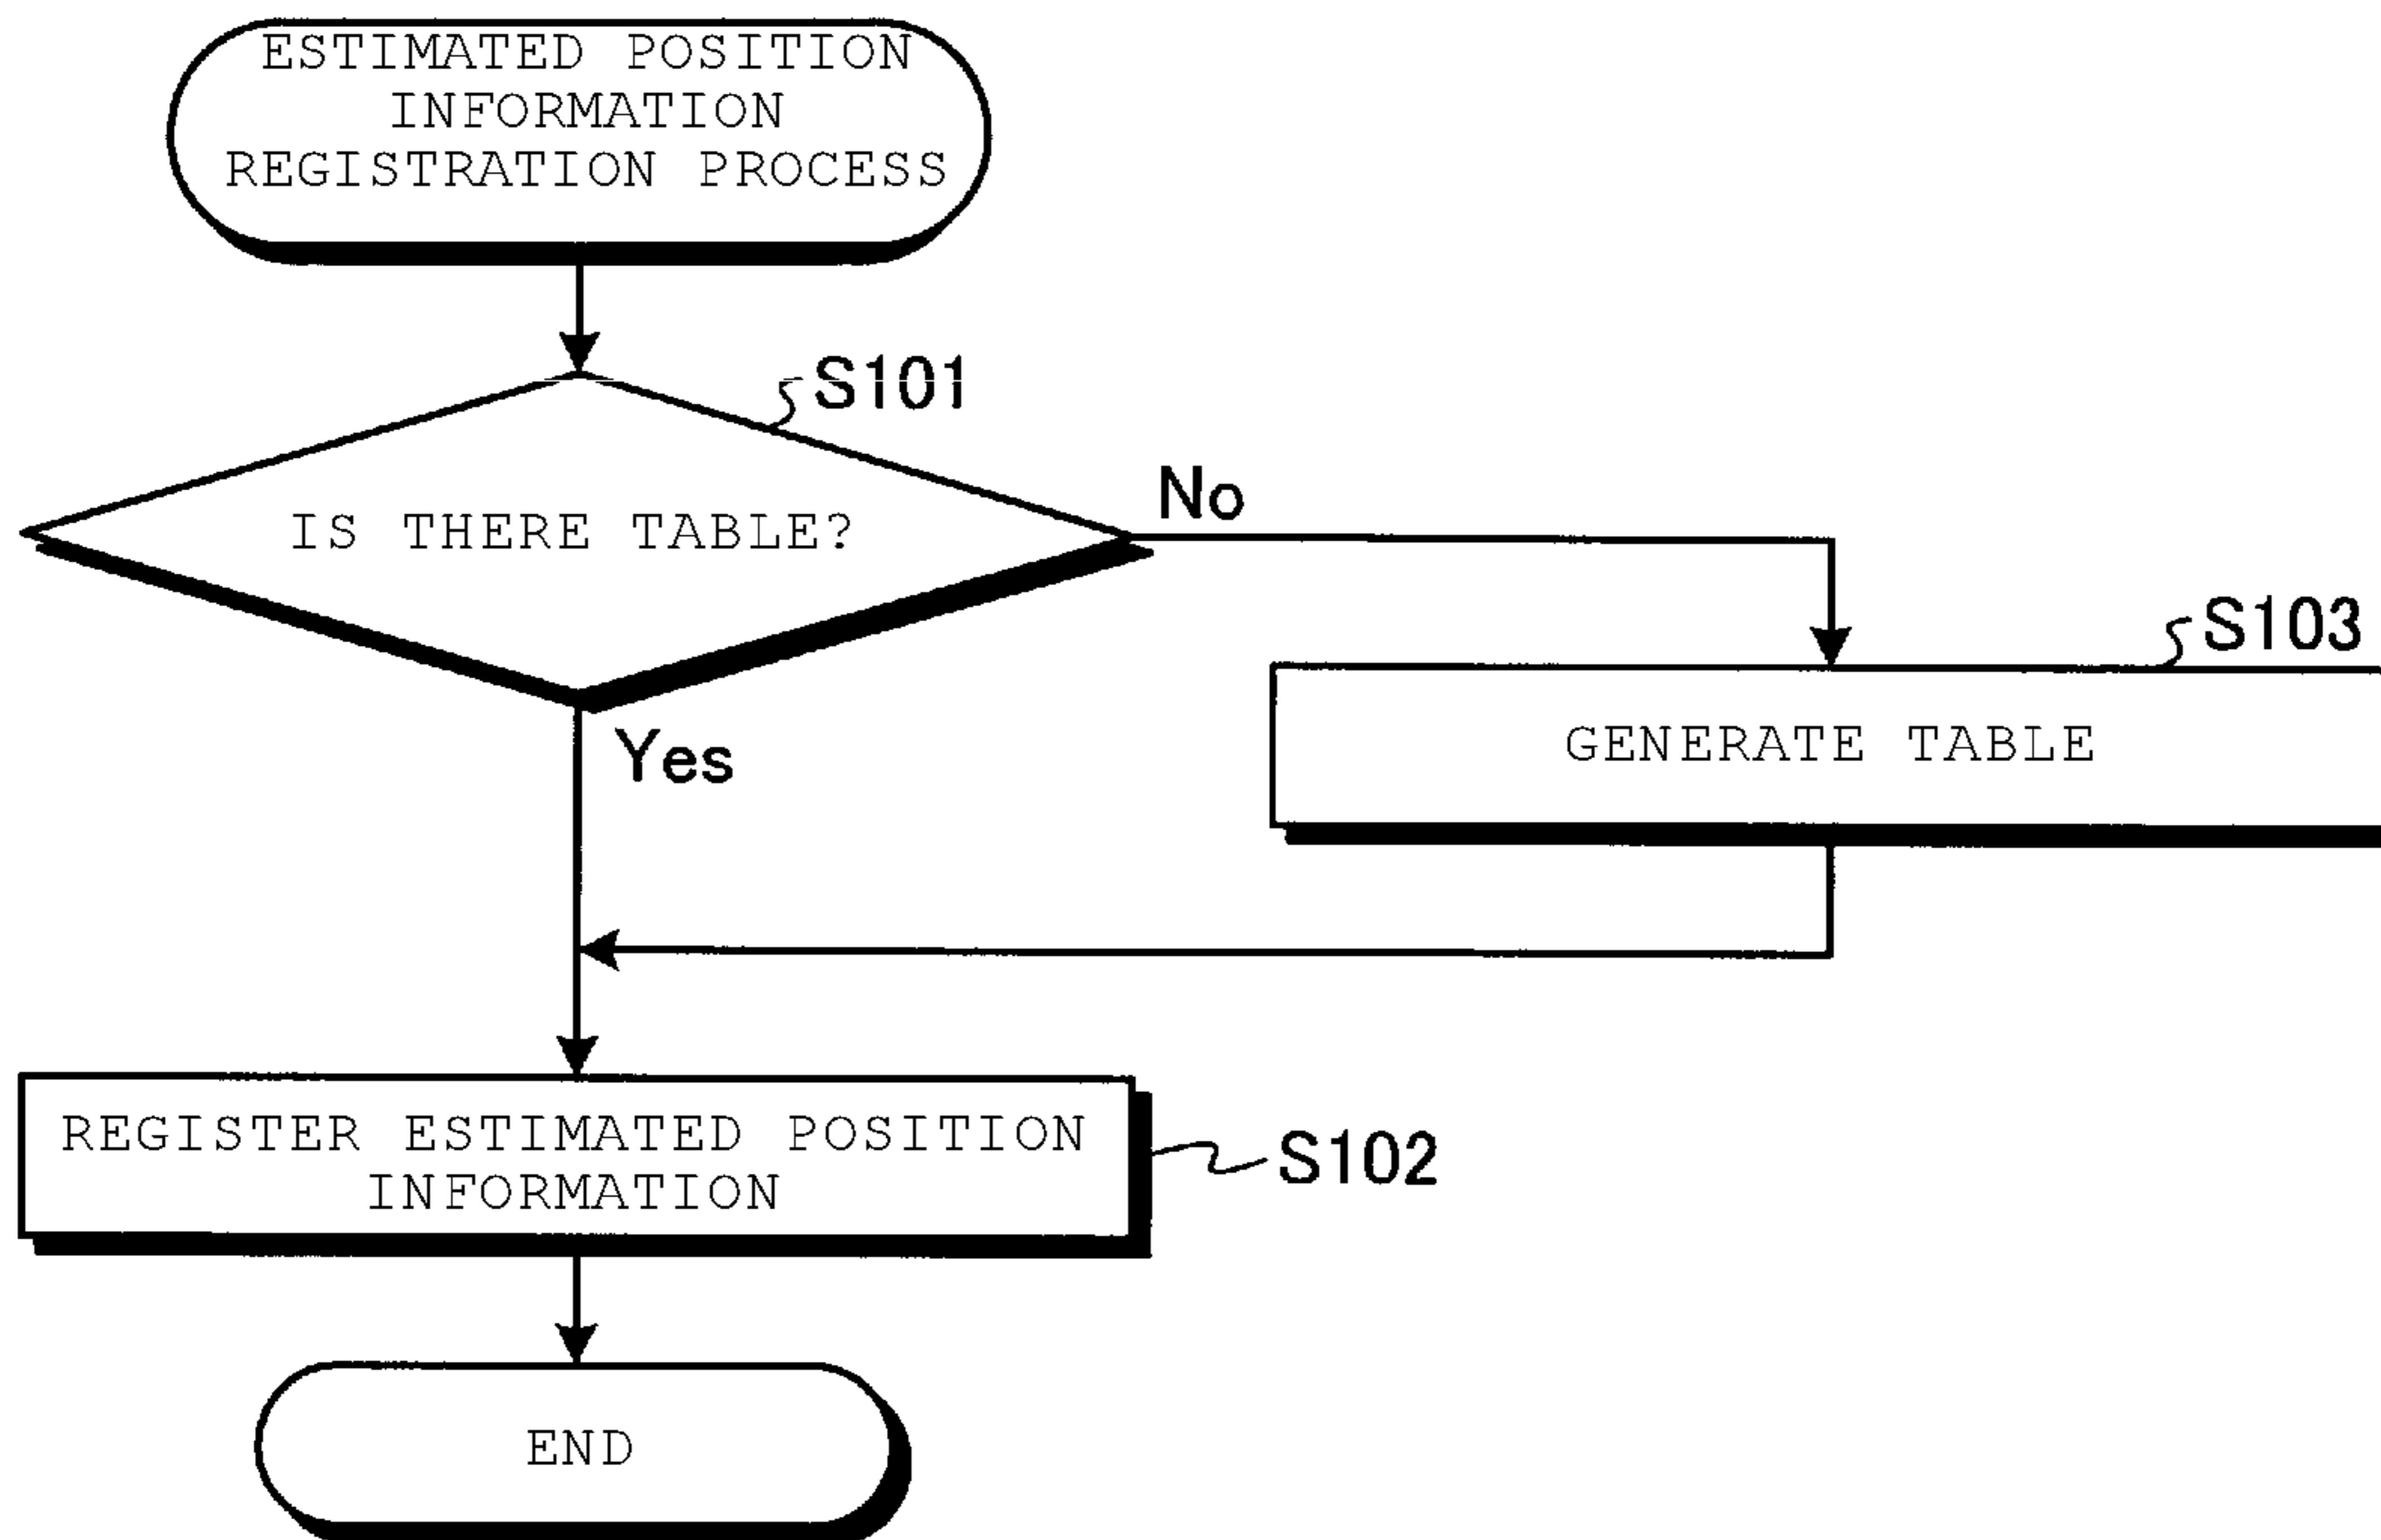 ESTIMATED POSITION
INFORMATION
REGISTRATION PROCESS
S101
IS THERE TABLE?
No
S103
GENERATE TABLE
Yes
REGISTER ESTIMATED POSITION
INFORMATION
S102
END